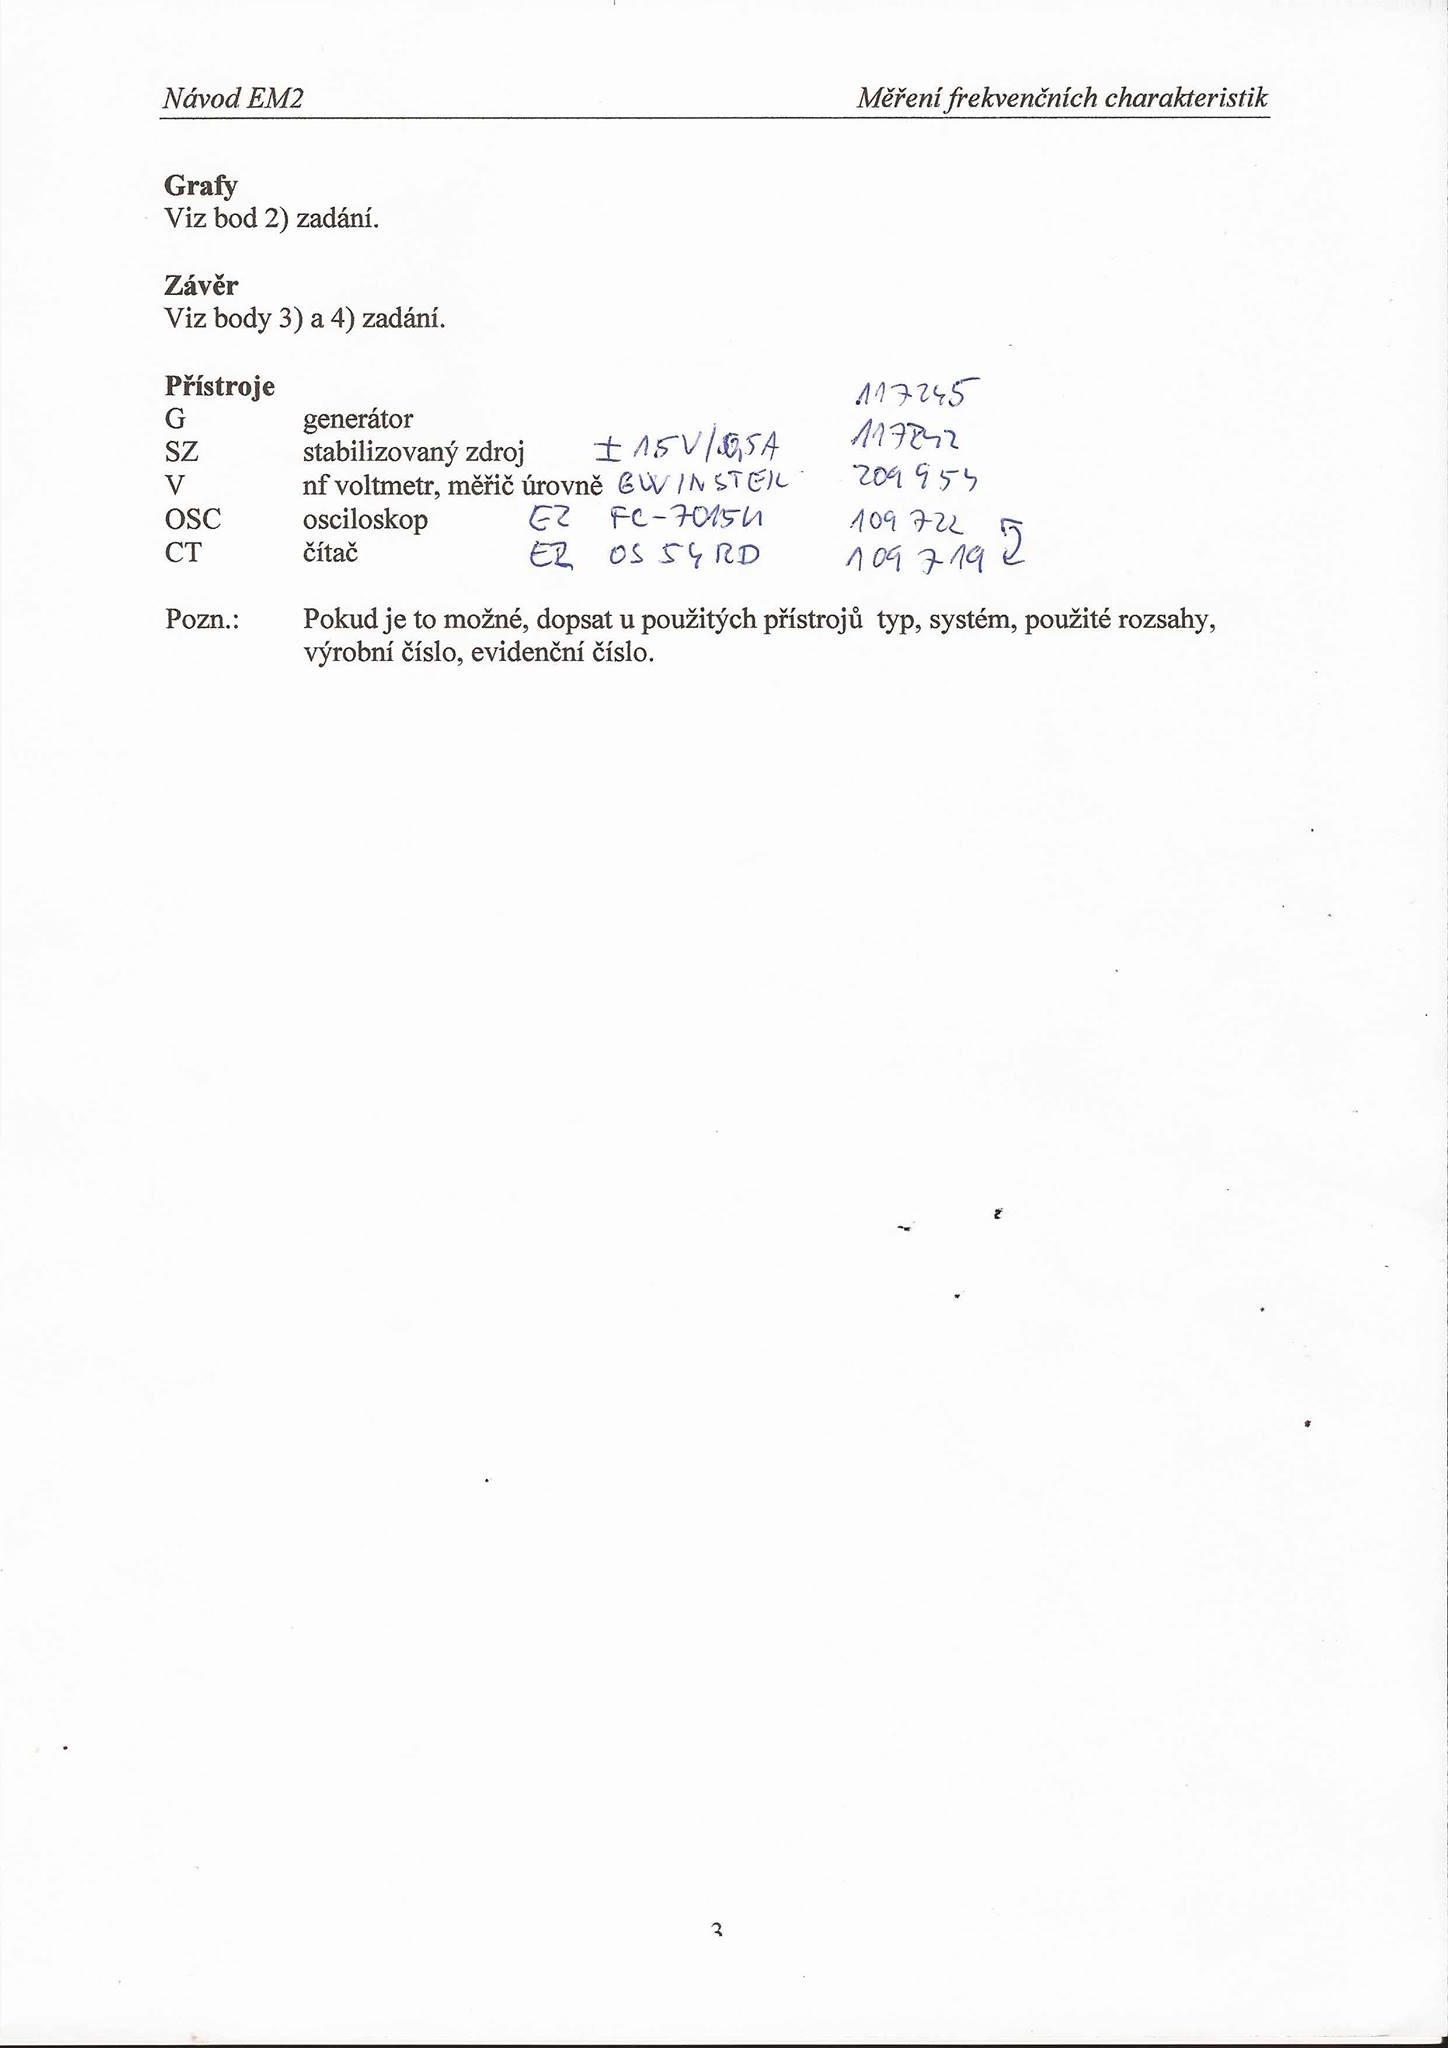 Návod EM2 Měření frekvenčních charakteristik
Grafy
Viz bod 2) zadání.
Závěr
Viz body 3) a 4) zadání.
Přístroje 117245
G generátor
SZ stabilizovaný zdroj ± 15V/0,5A 117242
V nf voltmetr, měřič úrovně GW INSTEK 209954
OSC osciloskop EZ FC-7015U 109722
CT čítač EZ OS 54RD 109719
Pozn.: Pokud je to možné, dopsat u použitých přístrojů typ, systém, použité rozsahy,
výrobní číslo, evidenční číslo.
3